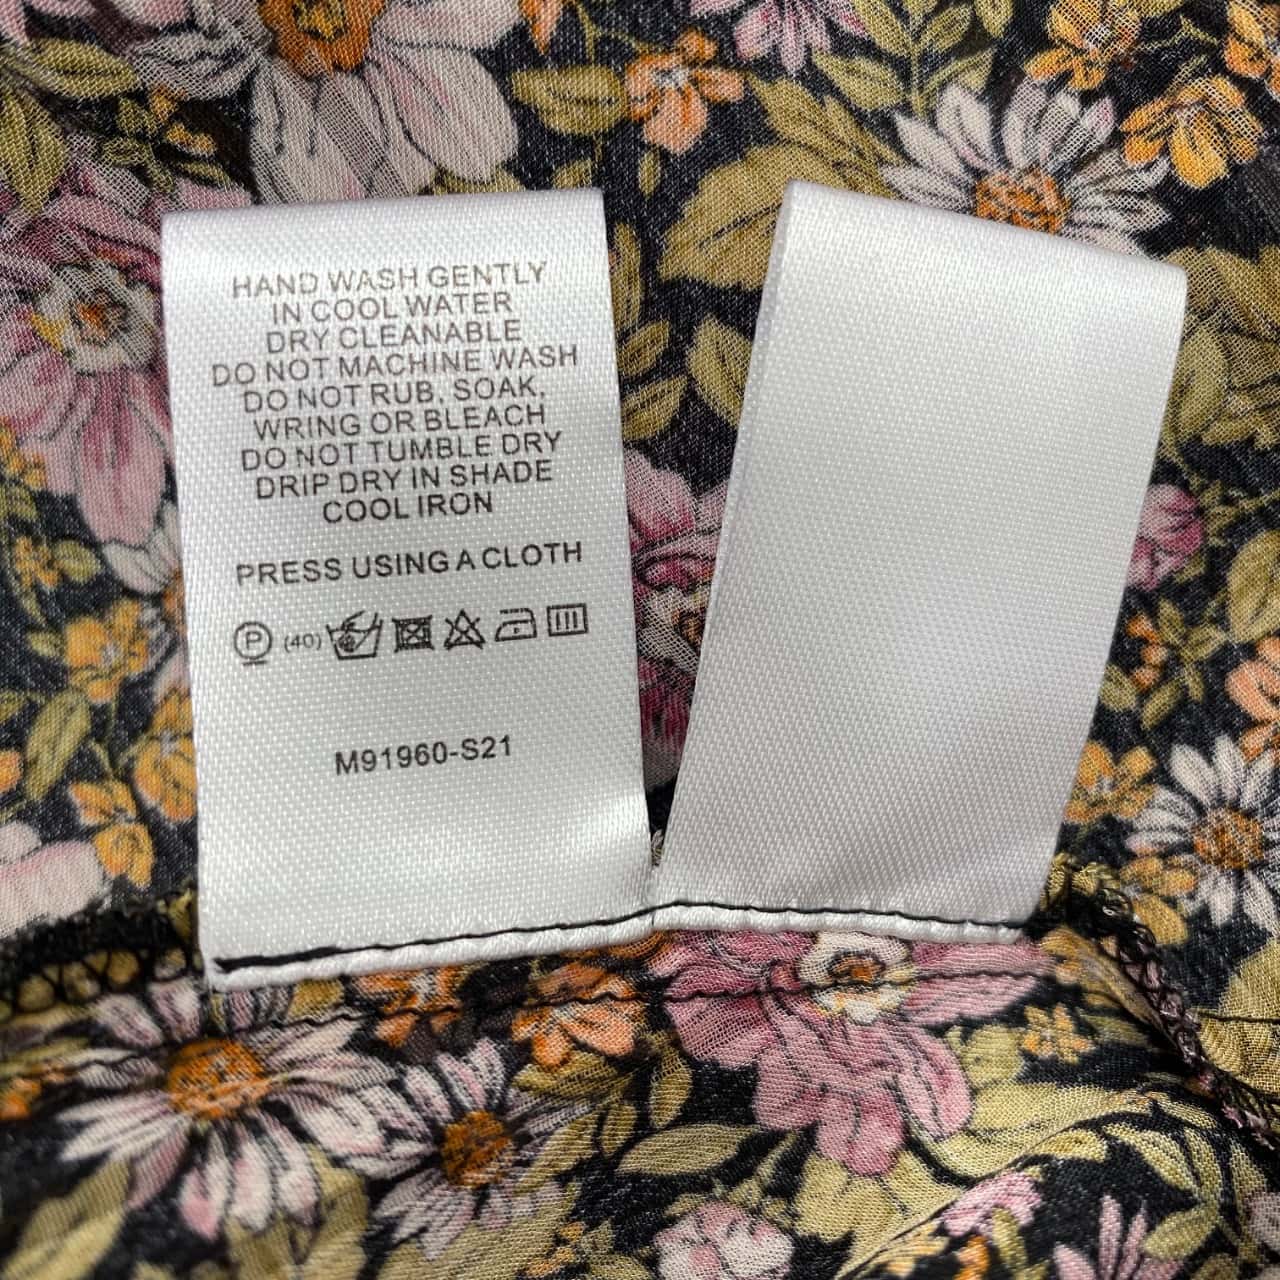 HAND WASH GENTLY
IN COOL WATER
DRY CLEANABLE
DO NOT MACHINE WASH
DO NOT RUB, SOAK,
WRING OR BLEACH
DO NOT TUMBLE DRY
DRIP DRY IN SHADE
COOL IRON
PRESS USING A CLOTH
P (40)
M91960-S21